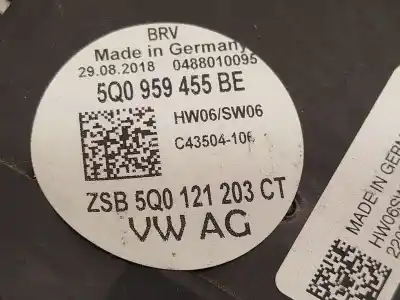 BRV
Made in Germany
29.08.2018 0488010095
5Q0 959 455 BE
HW06/SW06
C43504-106
ZSB 5Q0 121 203 CT
VW AG
MADE IN GERM
HW06SW